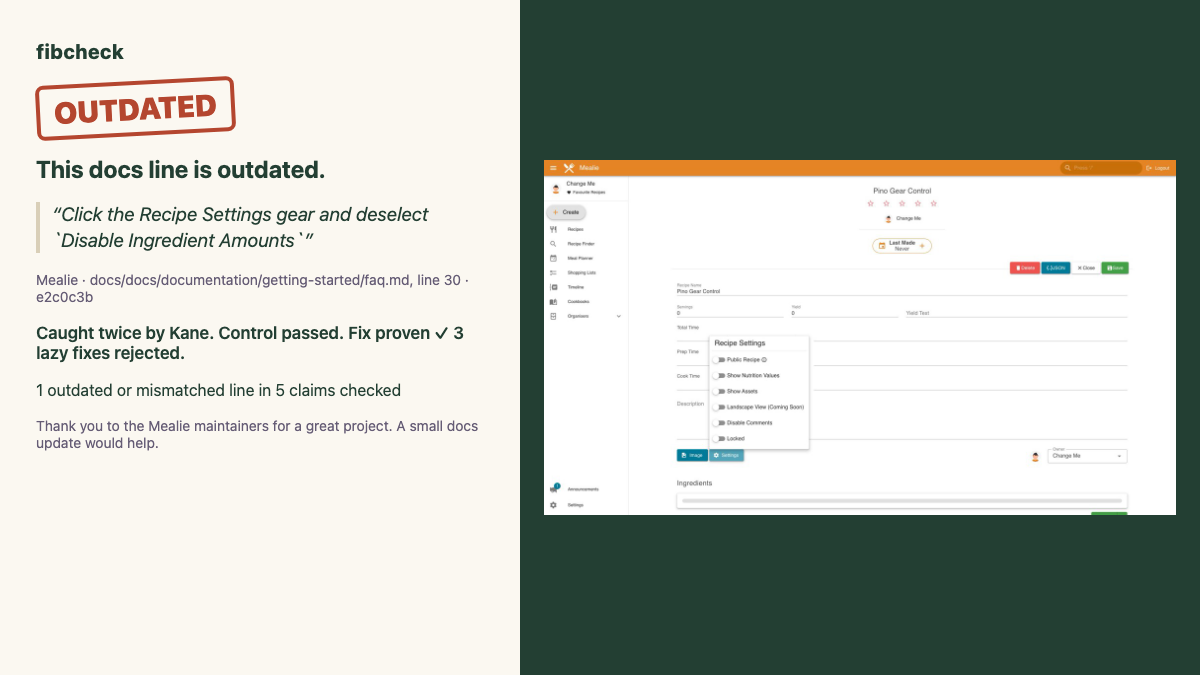 fibcheck
OUTDATED
This docs line is outdated.
“Click the Recipe Settings gear and deselect
`Disable Ingredient Amounts`”
Mealie · docs/docs/documentation/getting-started/faq.md, line 30 ·
e2c0c3b
Caught twice by Kane. Control passed. Fix proven ✓ 3
lazy fixes rejected.
1 outdated or mismatched line in 5 claims checked
Thank you to the Mealie maintainers for a great project. A small docs
update would help.
Mealie
Logout
Change Me
Favourite Recipes
Create
Recipes
Recipe Finder
Meal Planner
Shopping Lists
Timeline
Cookbooks
Organizers
Announcements
1
Settings
Pino Gear Control
Change Me
Last Made
Never
Delete
JSON
Close
Save
Recipe Name
Pino Gear Control
Servings
0
Yield
0
Yield Text
Total Time
Prep Time
Cook Time
Description
Recipe Settings
Public Recipe
Show Nutrition Values
Show Assets
Landscape View (Coming Soon)
Disable Comments
Locked
Image
Settings
Owner
Change Me
Ingredients